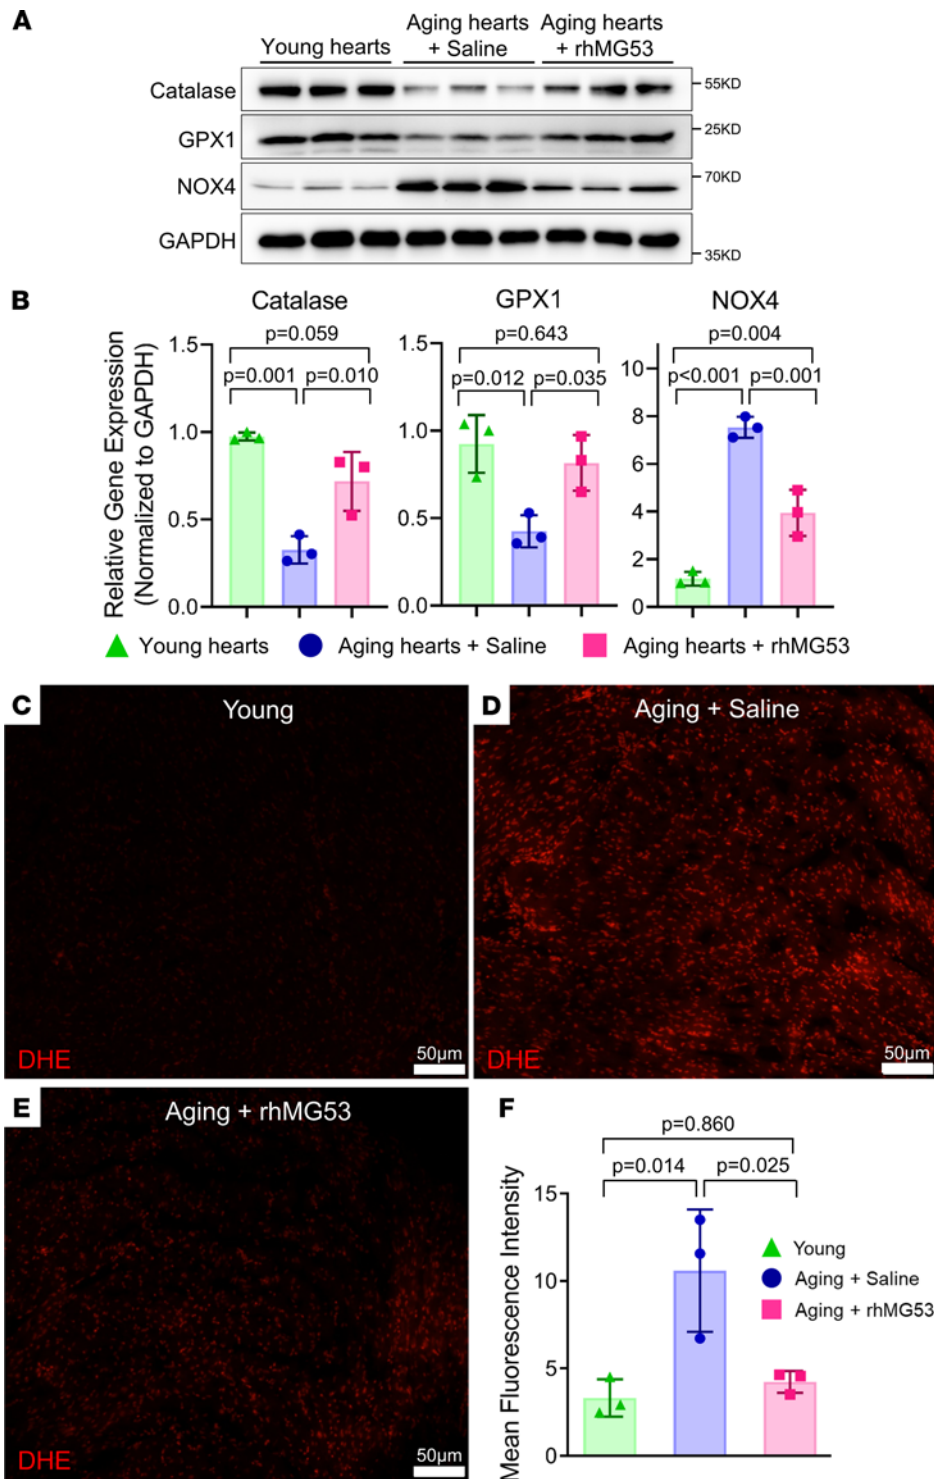 A
Young hearts
Aging hearts
+ Saline
Aging hearts
+ rhMG53
Catalase
55KD
GPX1
25KD
NOX4
70KD
GAPDH
35KD
B
Relative Gene Expression
(Normalized to GAPDH)
Catalase
p=0.059
p=0.001
p=0.010
1.5
1.0
0.5
0.0
GPX1
p=0.643
p=0.012
p=0.035
1.5
1.0
0.5
0.0
NOX4
p=0.004
p<0.001
p=0.001
10
8
6
4
2
0
Young hearts
Aging hearts + Saline
Aging hearts + rhMG53
C
Young
DHE
50µm
D
Aging + Saline
DHE
50µm
E
Aging + rhMG53
DHE
50µm
F
p=0.860
p=0.014
p=0.025
Mean Fluorescence Intensity
15
10
5
0
Young
Aging + Saline
Aging + rhMG53